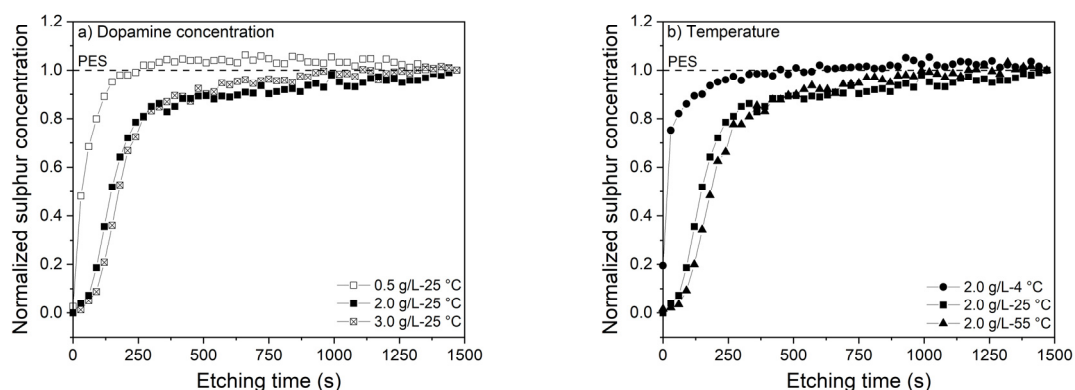 a) Dopamine concentration
PES
Normalized sulphur concentration
1.2
1.0
0.8
0.6
0.4
0.2
0.0
0.5 g/L-25 °C
2.0 g/L-25 °C
3.0 g/L-25 °C
0 250 500 750 1000 1250 1500
Etching time (s)
b) Temperature
PES
Normalized sulphur concentration
1.2
1.0
0.8
0.6
0.4
0.2
0.0
2.0 g/L-4 °C
2.0 g/L-25 °C
2.0 g/L-55 °C
0 250 500 750 1000 1250 1500
Etching time (s)